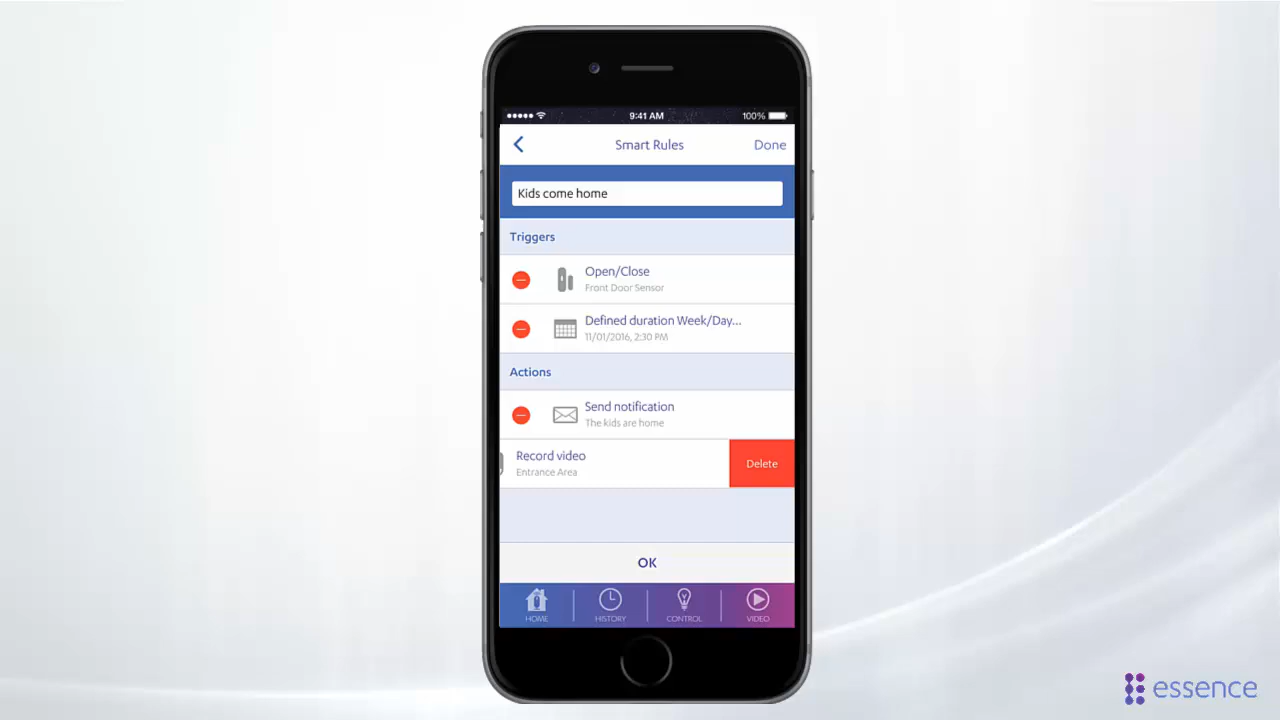 9:41 AM
100%
Smart Rules
Done
Kids come home
Triggers
Open/Close
Front Door Sensor
Defined duration Week/Day...
11/01/2016, 2:30 PM
Actions
Send notification
The kids are home
Record video
Entrance Area
Delete
OK
HOME
HISTORY
CONTROL
VIDEO
essence